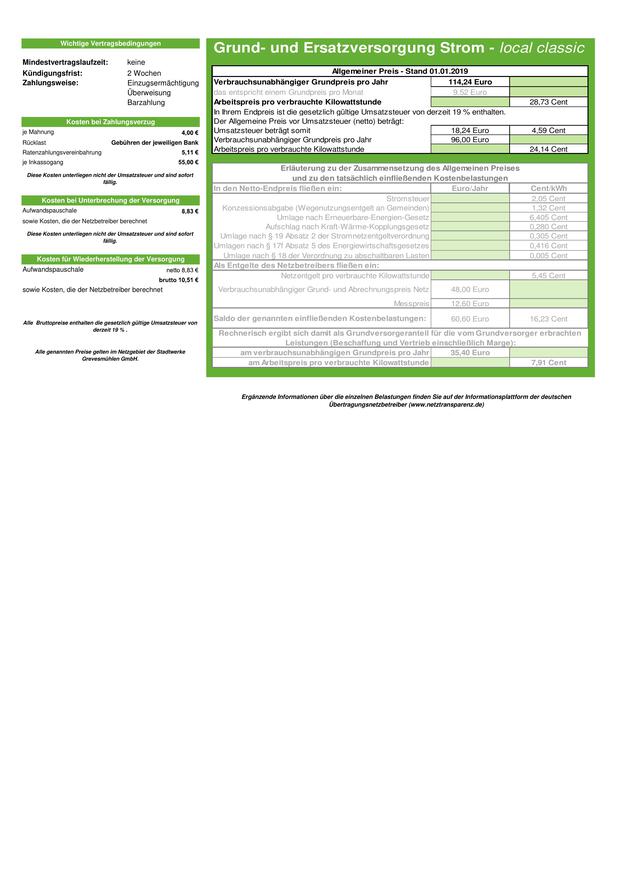 Wichtige Vertragsbedingungen
Mindestvertragslaufzeit: keine
Kündigungsfrist: 2 Wochen
Zahlungsweise: Einzugsermächtigung
Überweisung
Barzahlung
Kosten bei Zahlungsverzug
je Mahnung 4,00 €
Rücklast Gebühren der jeweiligen Bank
Ratenzahlungsvereinbahrung 5,11 €
je Inkassogang 55,00 €
Diese Kosten unterliegen nicht der Umsatzsteuer und sind sofort
fällig.
Kosten bei Unterbrechung der Versorgung
Aufwandspauschale 8,83 €
sowie Kosten, die der Netzbetreiber berechnet
Diese Kosten unterliegen nicht der Umsatzsteuer und sind sofort
fällig.
Kosten für Wiederherstellung der Versorgung
Aufwandspauschale netto 8,83 €
brutto 10,51 €
sowie Kosten, die der Netzbetreiber berechnet
Alle Bruttopreise enthalten die gesetzlich gültige Umsatzsteuer von
derzeit 19 % .
Alle genannten Preise gelten im Netzgebiet der Stadtwerke
Grevesmühlen GmbH.
Grund- und Ersatzversorgung Strom - local classic
Allgemeiner Preis - Stand 01.01.2019
Verbrauchsunabhängiger Grundpreis pro Jahr 114,24 Euro
das entspricht einem Grundpreis pro Monat 9,52 Euro
Arbeitspreis pro verbrauchte Kilowattstunde 28,73 Cent
In Ihrem Endpreis ist die gesetzlich gültige Umsatzsteuer von derzeit 19 % enthalten.
Der Allgemeine Preis vor Umsatzsteuer (netto) beträgt:
Umsatzsteuer beträgt somit 18,24 Euro 4,59 Cent
Verbrauchsunabhängiger Grundpreis pro Jahr 96,00 Euro
Arbeitspreis pro verbrauchte Kilowattstunde 24,14 Cent
Erläuterung zu der Zusammensetzung des Allgemeinen Preises
und zu den tatsächlich einfließenden Kostenbelastungen
In den Netto-Endpreis fließen ein: Euro/Jahr Cent/kWh
Stromsteuer 2,05 Cent
Konzessionsabgabe (Wegenutzungsentgelt an Gemeinden) 1,32 Cent
Umlage nach Erneuerbare-Energien-Gesetz 6,405 Cent
Aufschlag nach Kraft-Wärme-Kopplungsgesetz 0,280 Cent
Umlage nach § 19 Absatz 2 der Stromnetzentgeltverordnung 0,305 Cent
Umlagen nach § 17f Absatz 5 des Energiewirtschaftsgesetzes 0,416 Cent
Umlage nach § 18 der Verordnung zu abschaltbaren Lasten 0,005 Cent
Als Entgelte des Netzbetreibers fließen ein:
Netzentgelt pro verbrauchte Kilowattstunde 5,45 Cent
Verbrauchsunabhängiger Grund- und Abrechnungspreis Netz 48,00 Euro
Messpreis 12,60 Euro
Saldo der genannten einfließenden Kostenbelastungen: 60,60 Euro 16,23 Cent
Rechnerisch ergibt sich damit als Grundversorgeranteil für die vom Grundversorger erbrachten
Leistungen (Beschaffung und Vertrieb einschließlich Marge):
am verbrauchsunabhängigen Grundpreis pro Jahr 35,40 Euro
am Arbeitspreis pro verbrauchte Kilowattstunde 7,91 Cent
Ergänzende Informationen über die einzelnen Belastungen finden Sie auf der Informationsplattform der deutschen
Übertragungsnetzbetreiber (www.netztransparenz.de)